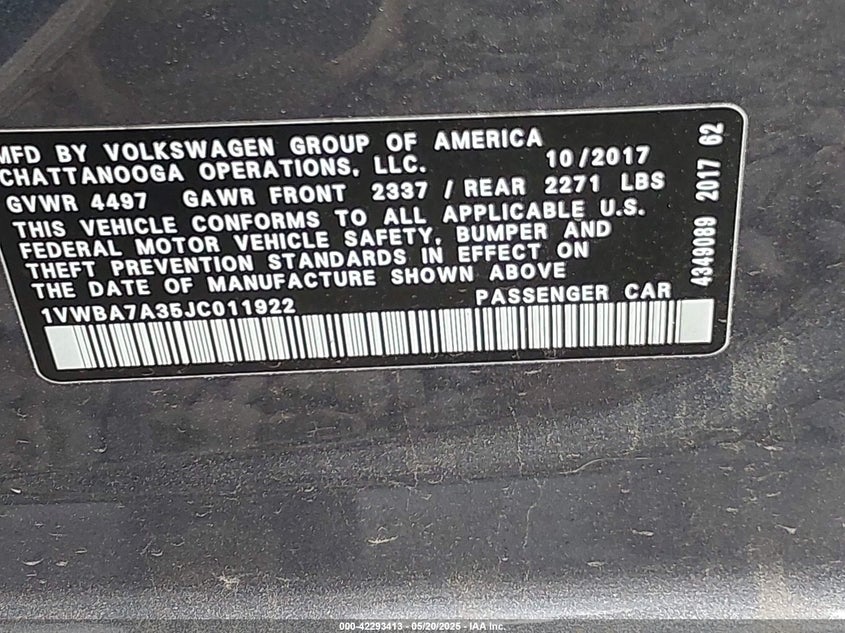 MFD BY VOLKSWAGEN GROUP OF AMERICA
CHATTANOOGA OPERATIONS, LLC. 10/2017
GVWR 4497 GAWR FRONT 2337 / REAR 2271 LBS
THIS VEHICLE CONFORMS TO ALL APPLICABLE U.S.
FEDERAL MOTOR VEHICLE SAFETY, BUMPER AND
THEFT PREVENTION STANDARDS IN EFFECT ON
THE DATE OF MANUFACTURE SHOWN ABOVE
1VWBA7A35JC011922 PASSENGER CAR
4349089 2017 62
000-42293413 - 05/20/2025 - IAA Inc.